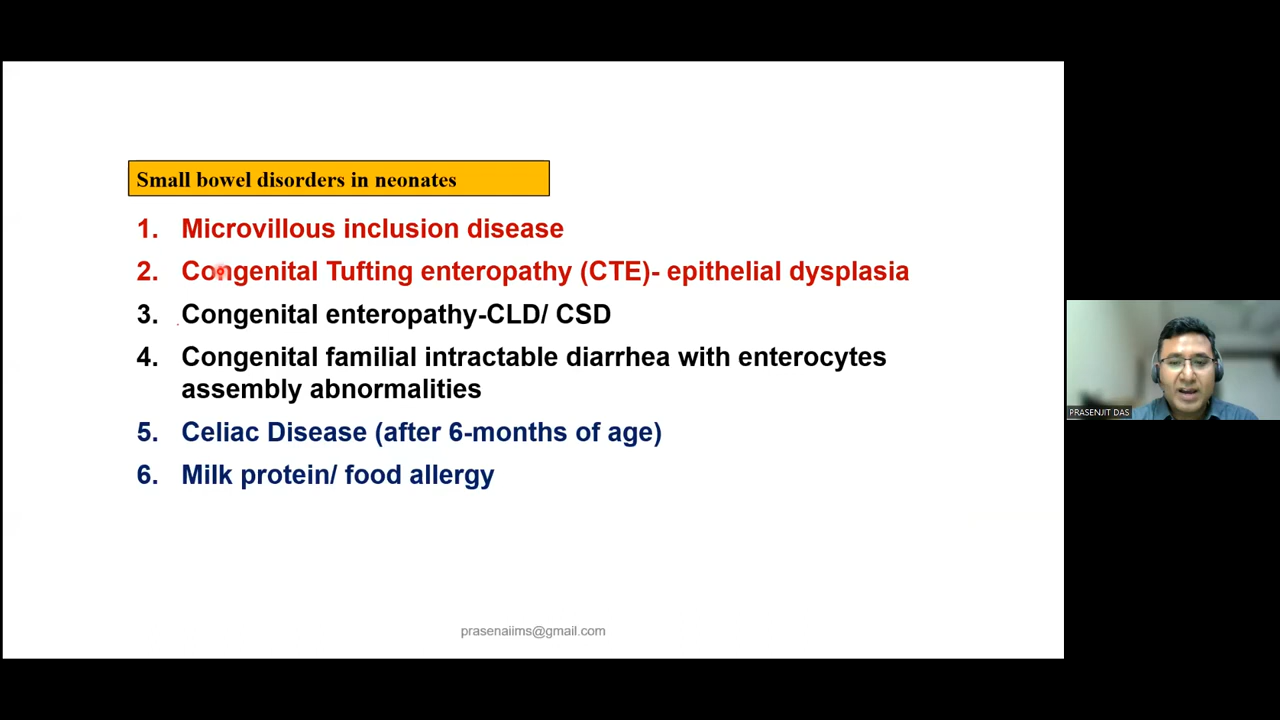 Small bowel disorders in neonates
1. Microvillous inclusion disease
2. Congenital Tufting enteropathy (CTE)- epithelial dysplasia
3. Congenital enteropathy-CLD/ CSD
4. Congenital familial intractable diarrhea with enterocytes
assembly abnormalities
5. Celiac Disease (after 6-months of age)
6. Milk protein/ food allergy
prasenaiims@gmail.com
PRASENJIT DAS